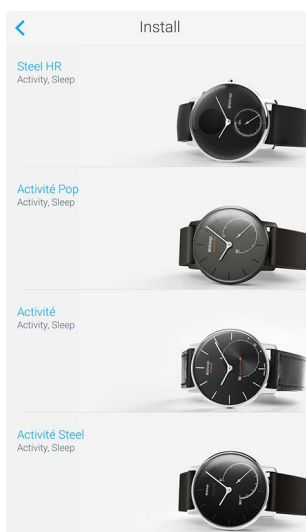 Install
Steel HR
Activity, Sleep
Activité Pop
Activity, Sleep
Activité
Activity, Sleep
Activité Steel
Activity, Sleep